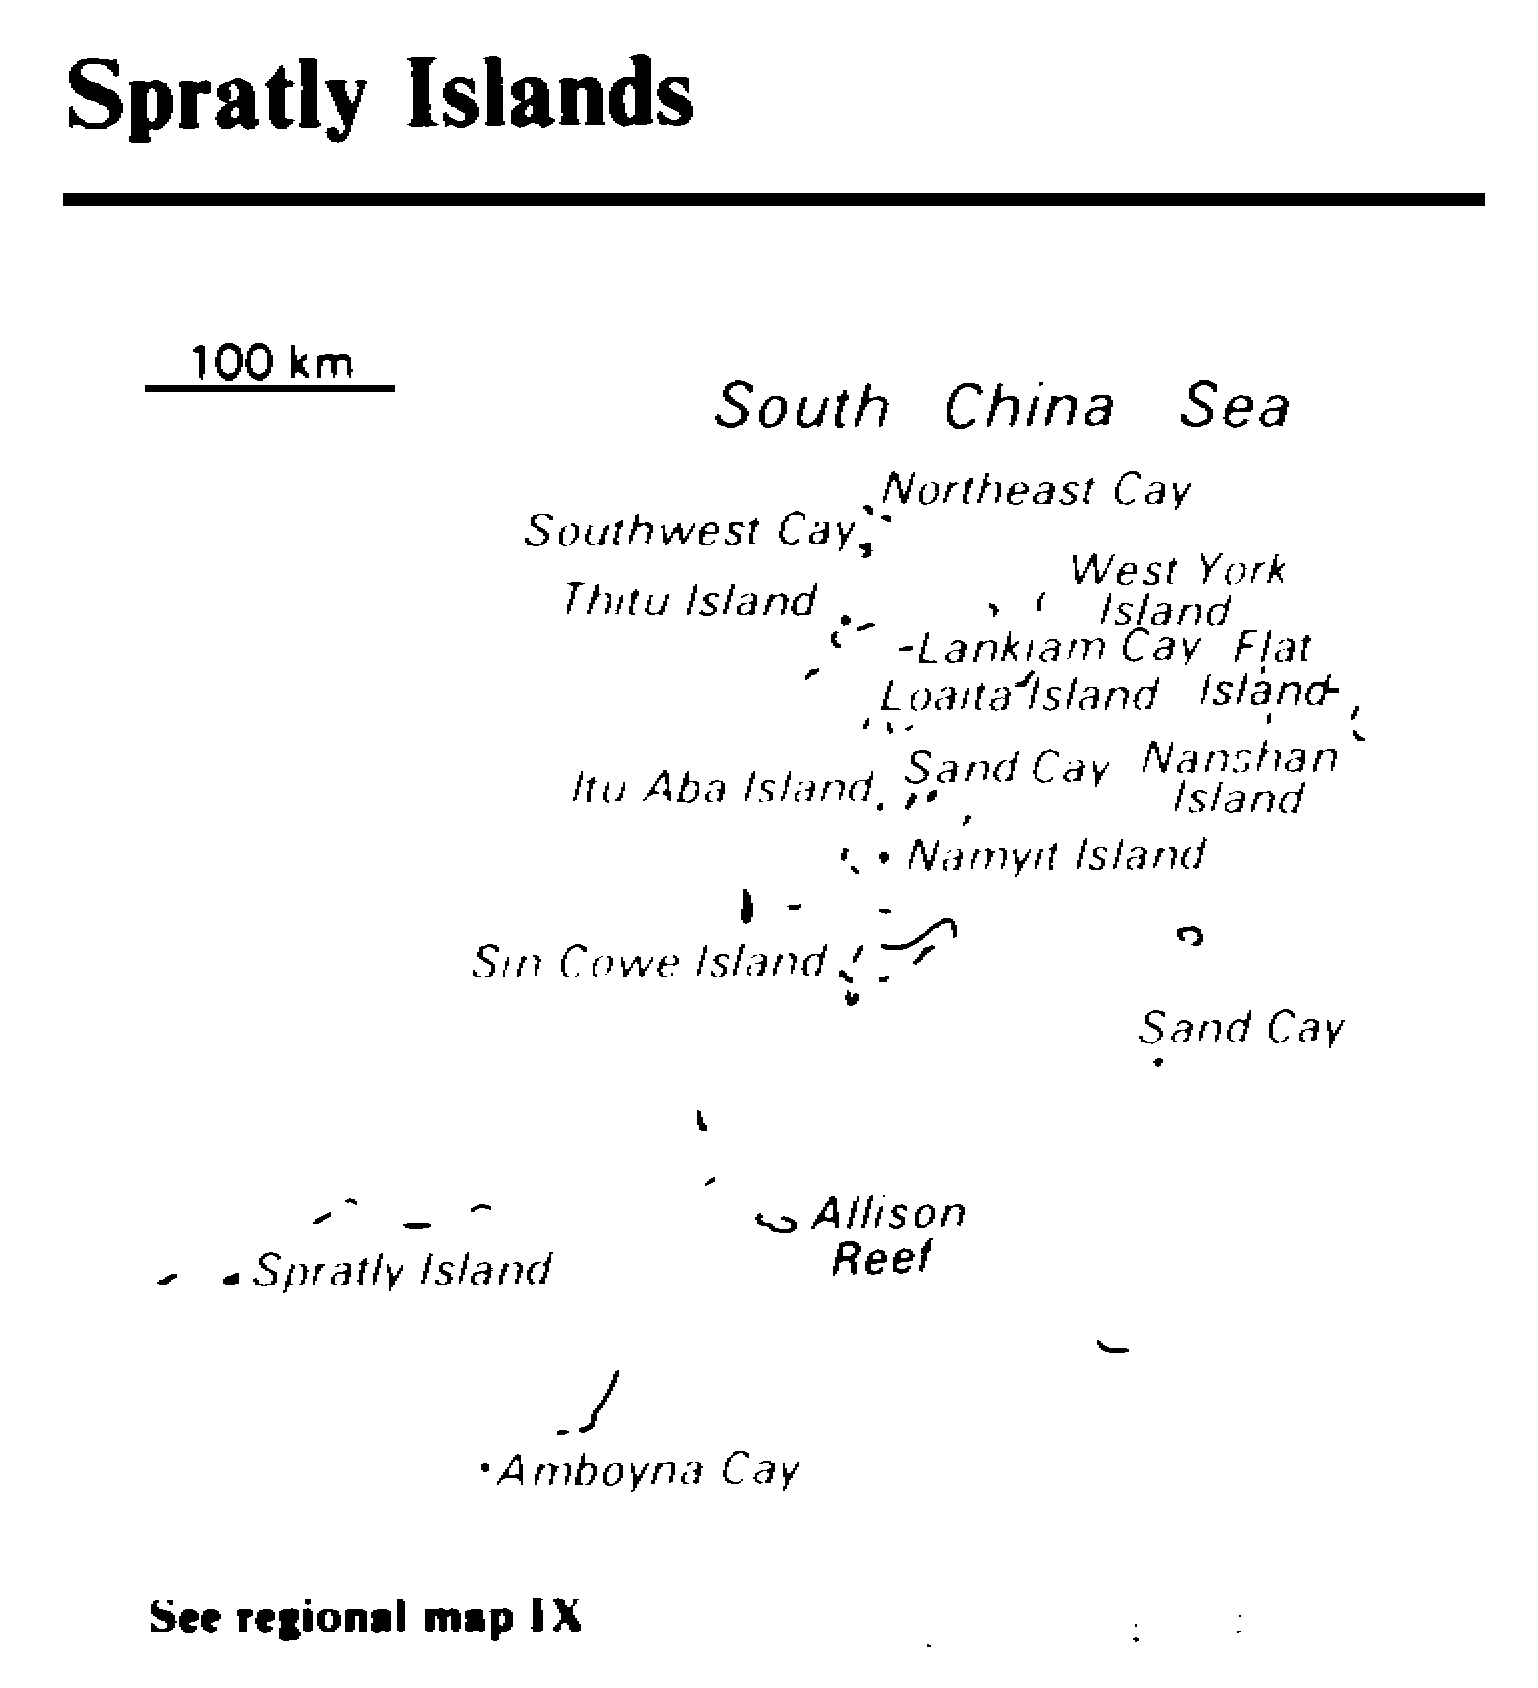 Spratly Islands
100 km
South China Sea
Northeast Cay
Southwest Cay
West York
Island
Thitu Island
Lankiam Cay
Flat
Island
Loaita Island
Sand Cay
Nanshan
Island
Itu Aba Island
Namyit Island
Sin Cowe Island
Sand Cay
Allison
Reef
Spratly Island
Amboyna Cay
See regional map IX